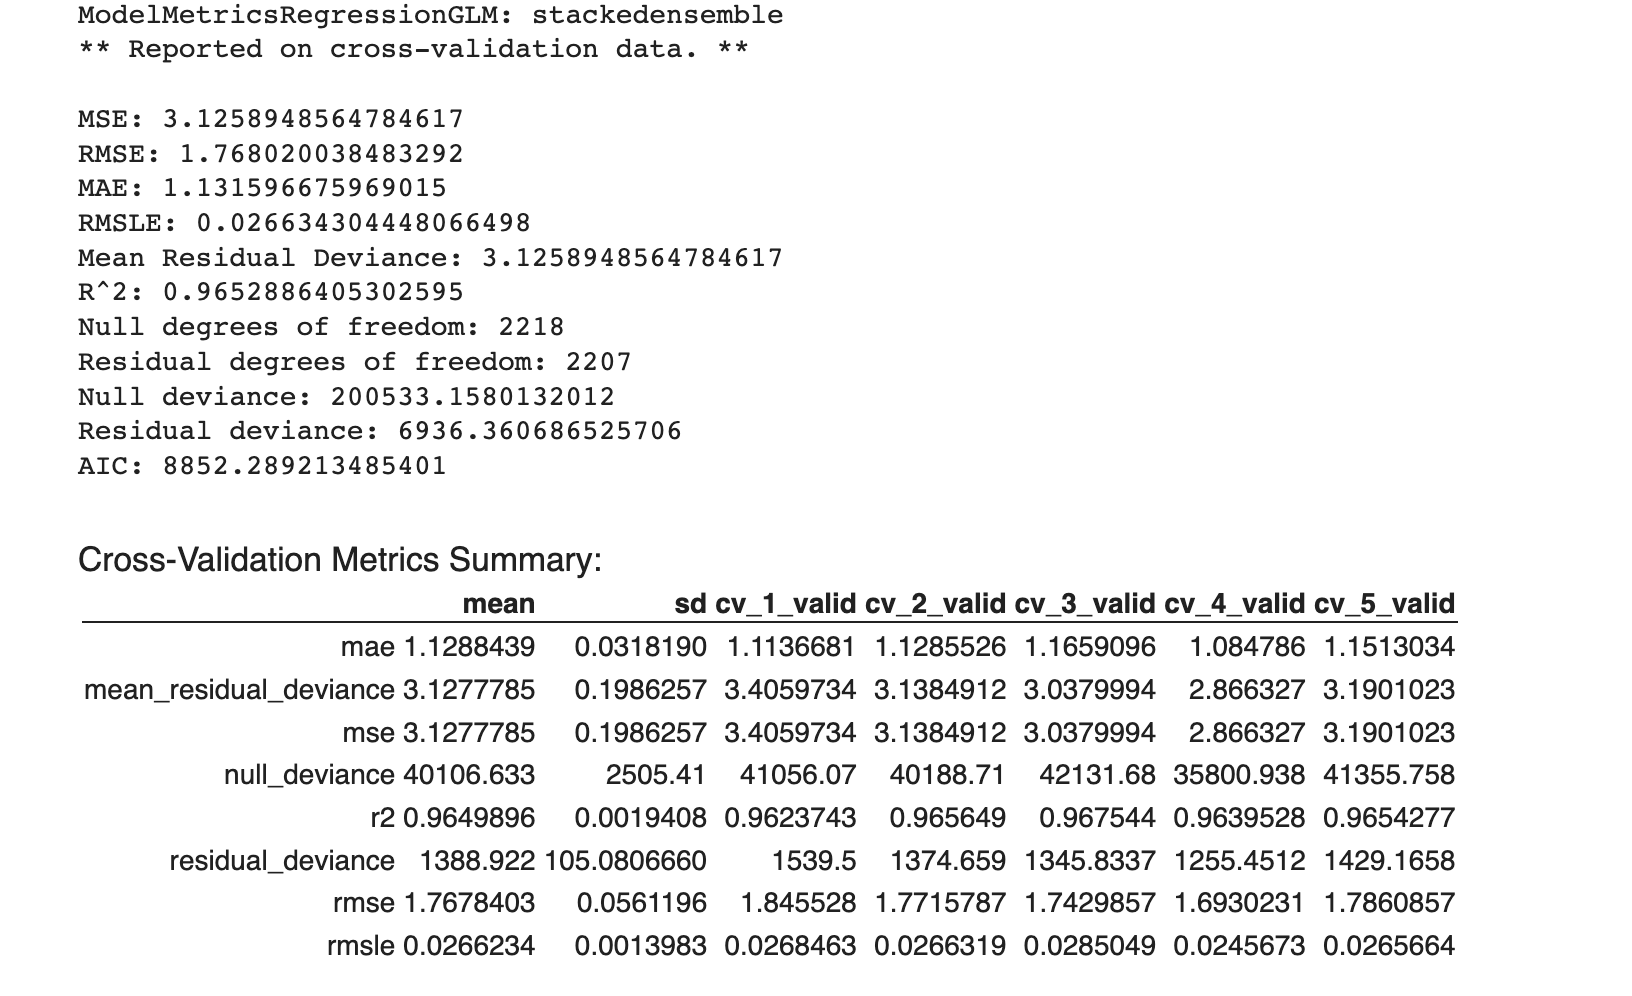 ModelMetricsRegressionGLM: stackedensemble
** Reported on cross-validation data. **
MSE: 3.1258948564784617
RMSE: 1.768020038483292
MAE: 1.131596675969015
RMSLE: 0.026634304448066498
Mean Residual Deviance: 3.1258948564784617
R^2: 0.9652886405302595
Null degrees of freedom: 2218
Residual degrees of freedom: 2207
Null deviance: 200533.1580132012
Residual deviance: 6936.360686525706
AIC: 8852.289213485401
Cross-Validation Metrics Summary:
mean sd cv_1_valid cv_2_valid cv_3_valid cv_4_valid cv_5_valid
mae 1.1288439 0.0318190 1.1136681 1.1285526 1.1659096 1.084786 1.1513034
mean_residual_deviance 3.1277785 0.1986257 3.4059734 3.1384912 3.0379994 2.866327 3.1901023
mse 3.1277785 0.1986257 3.4059734 3.1384912 3.0379994 2.866327 3.1901023
null_deviance 40106.633 2505.41 41056.07 40188.71 42131.68 35800.938 41355.758
r2 0.9649896 0.0019408 0.9623743 0.965649 0.967544 0.9639528 0.9654277
residual_deviance 1388.922 105.0806660 1539.5 1374.659 1345.8337 1255.4512 1429.1658
rmse 1.7678403 0.0561196 1.845528 1.7715787 1.7429857 1.6930231 1.7860857
rmsle 0.0266234 0.0013983 0.0268463 0.0266319 0.0285049 0.0245673 0.0265664